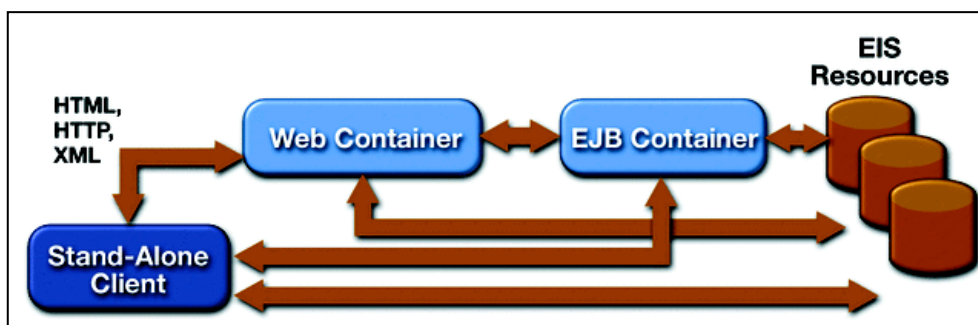 EIS
Resources
HTML,
HTTP,
XML
Web Container
EJB Container
Stand-Alone
Client